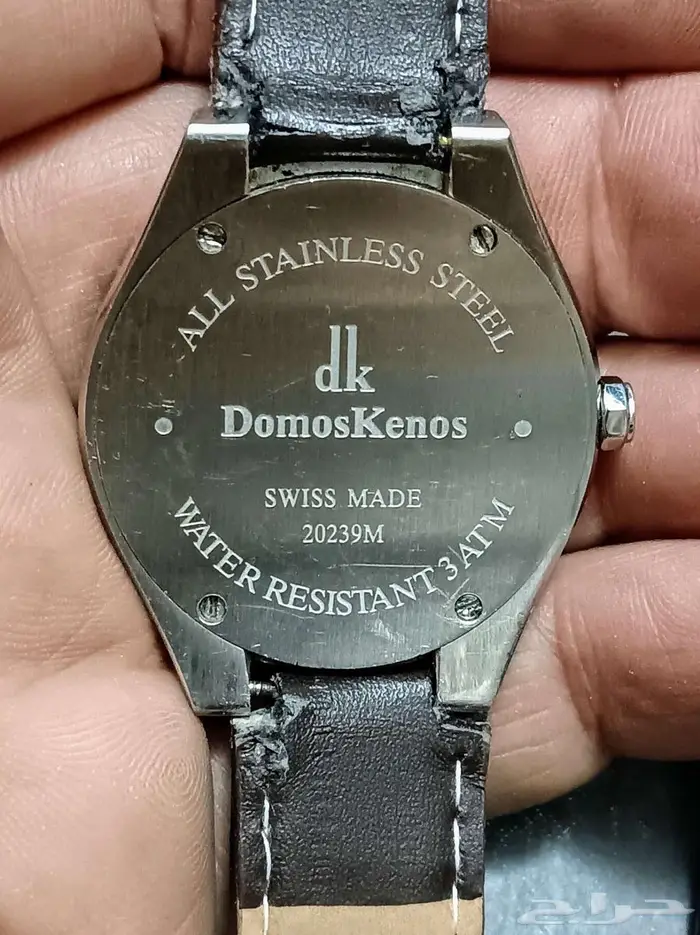 ALL STAINLESS STEEL
dk
DomosKenos
SWISS MADE
20239M
WATER RESISTANT 3 ATM
حراج